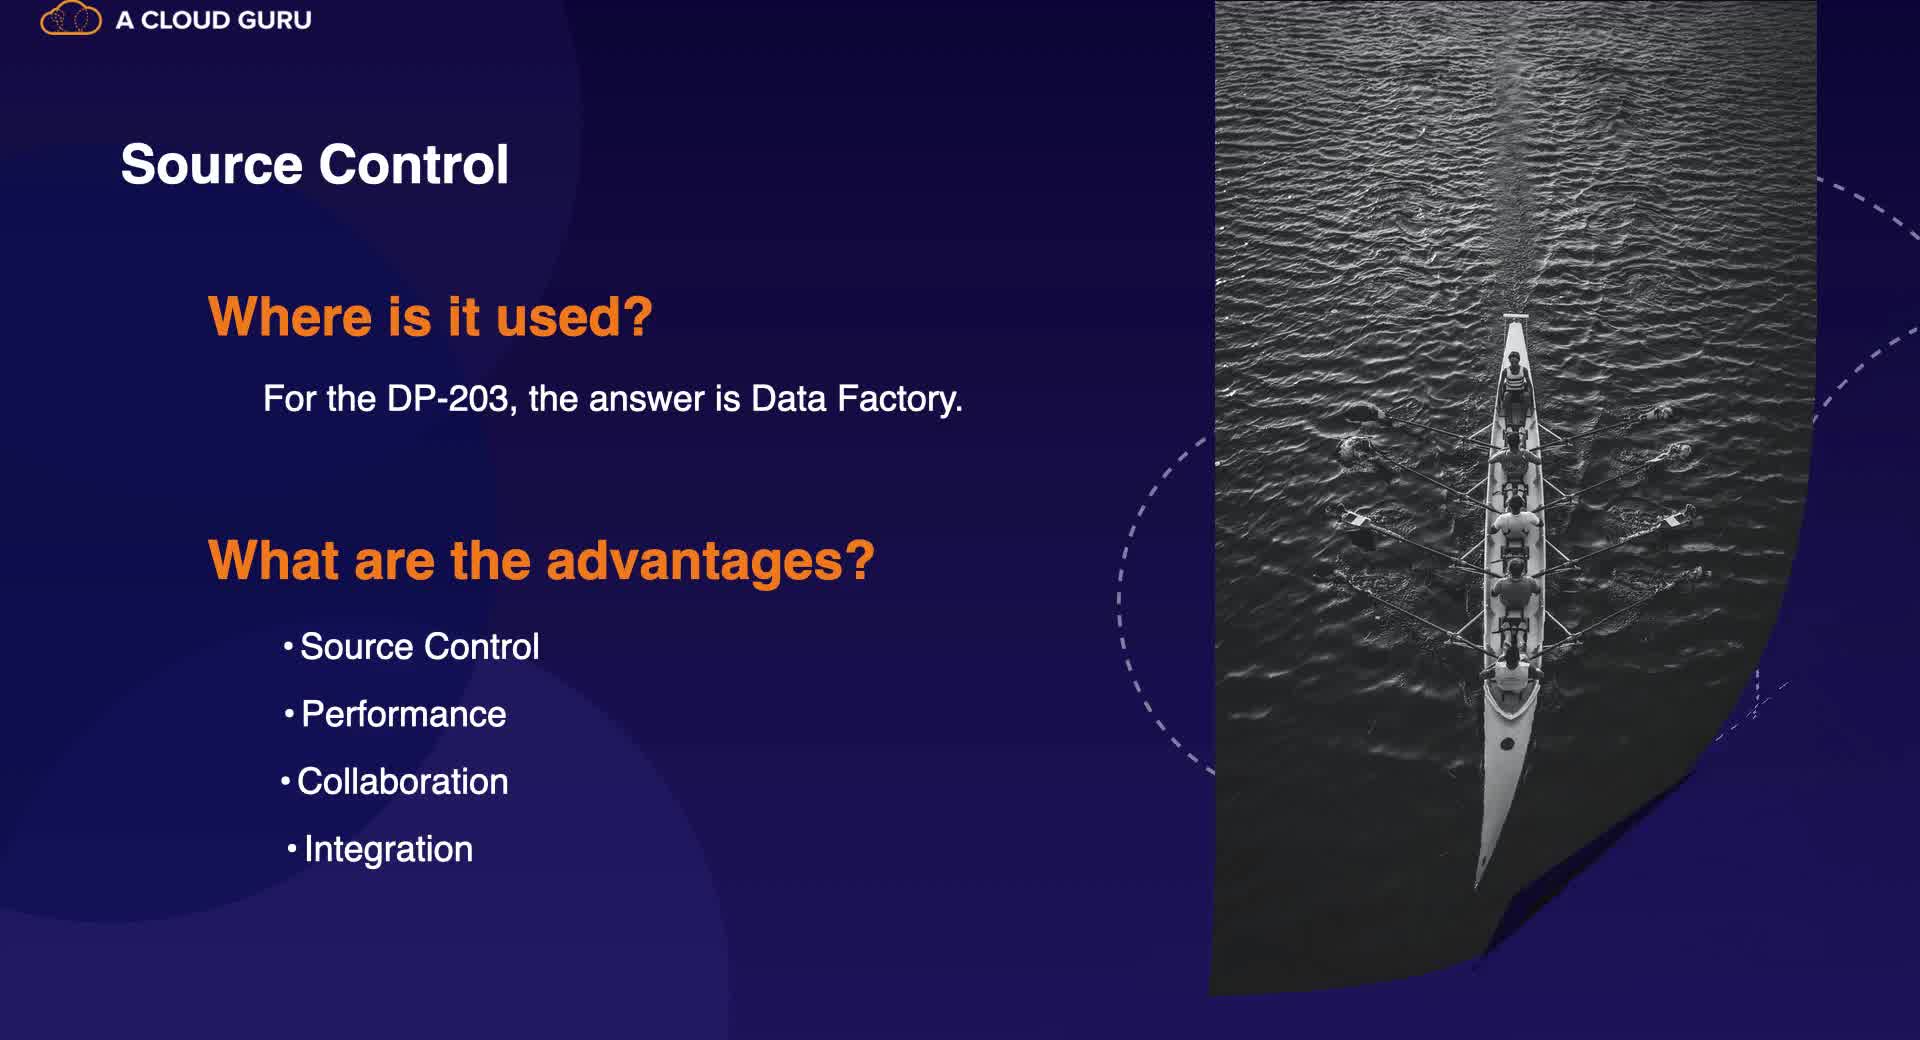 A CLOUD GURU
Source Control
Where is it used?
For the DP-203, the answer is Data Factory.
What are the advantages?
• Source Control
• Performance
• Collaboration
• Integration